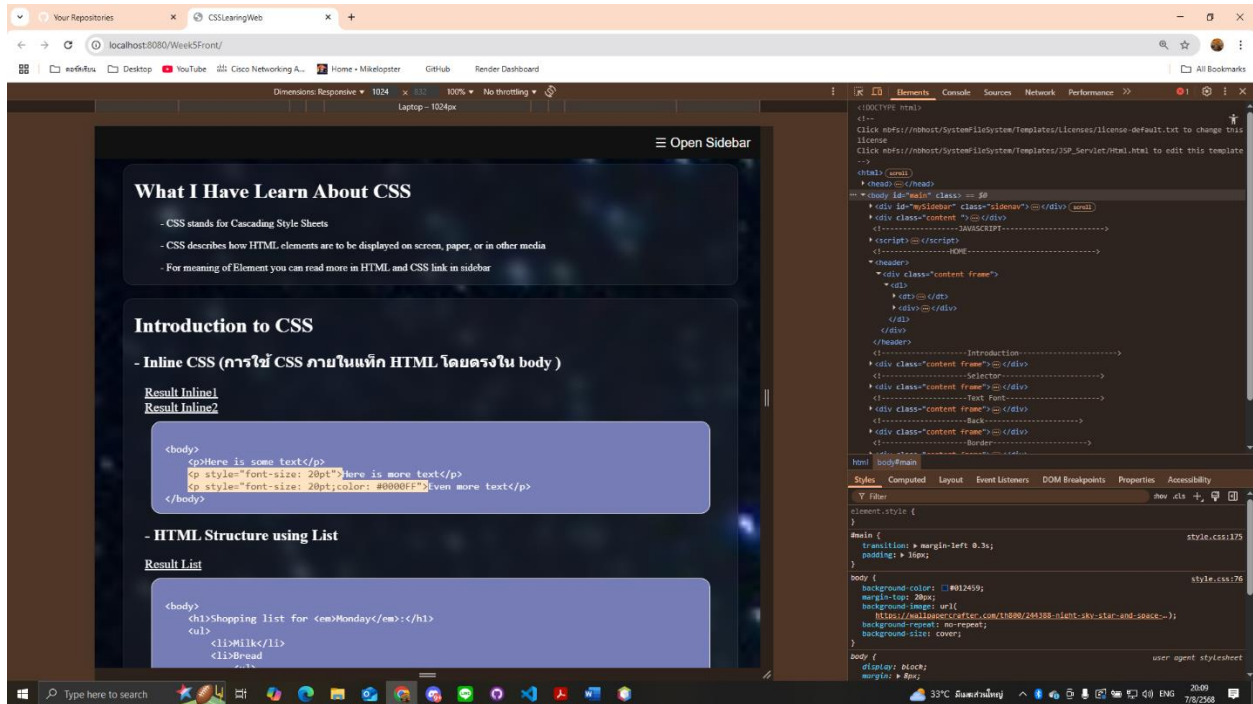 Your Repositories
CSSLearingWeb
localhost:8080/Week5Front/
Desktop
YouTube
Cisco Networking A...
Home • Mikelopster
GitHub
Render Dashboard
All Bookmarks
Dimensions: Responsive ▼ 1024 × 832 100% ▼ No throttling ▼
Laptop – 1024px
☰ Open Sidebar
What I Have Learn About CSS
- CSS stands for Cascading Style Sheets
- CSS describes how HTML elements are to be displayed on screen, paper, or in other media
- For meaning of Element you can read more in HTML and CSS link in sidebar
Introduction to CSS
- Inline CSS (การใช้ CSS ภายในแท็ก HTML โดยตรงใน body )
Result Inline1
Result Inline2
<body>
<p>Here is some text</p>
<p style="font-size: 20pt">Here is more text</p>
<p style="font-size: 20pt;color: #0000FF">Even more text</p>
</body>
- HTML Structure using List
Result List
<body>
<h1>Shopping list for <em>Monday</em>:</h1>
<ul>
<li>Milk</li>
<li>Bread
<ul>
Elements Console Sources Network Performance >> 1
<!DOCTYPE html>
<!--
Click nbfs://nbhost/SystemFileSystem/Templates/Licenses/license-default.txt to change this
license
Click nbfs://nbhost/SystemFileSystem/Templates/JSP_Servlet/Html.html to edit this template
-->
<html> scroll
<head> </head>
<body id="main" class> == $0
<div id="mySidebar" class="sidenav"> </div> scroll
<div class="content "> </div>
<!------------------JAVASCRIPT------------------------>
<script> </script>
<!----------------HOME------------------------------>
<header>
<div class="content frame">
<dl>
<dt> </dt>
<div> </div>
</dl>
</div>
</header>
<!--------------------Introduction----------------------->
<div class="content frame"> </div>
<!--------------------Selector------------------------>
<div class="content frame"> </div>
<!--------------------Text Font---------------------->
<div class="content frame"> </div>
<!--------------------Back---------------------->
<div class="content frame"> </div>
<!--------------------Border---------------------->
html body#main
Styles Computed Layout Event Listeners DOM Breakpoints Properties Accessibility
Filter :hov .cls +
element.style {
}
#main { style.css:175
transition: ▶ margin-left 0.3s;
padding: ▶ 16px;
}
body { style.css:76
background-color: #012459;
margin-top: 20px;
background-image: url(
https://wallpapercrafter.com/th800/244388-night-sky-star-and-space-…);
background-repeat: no-repeat;
background-size: cover;
}
body { user agent stylesheet
display: block;
margin: ▶ 8px;
Type here to search
33°C มีเมฆส่วนใหญ่
ENG
20:09
7/8/2568